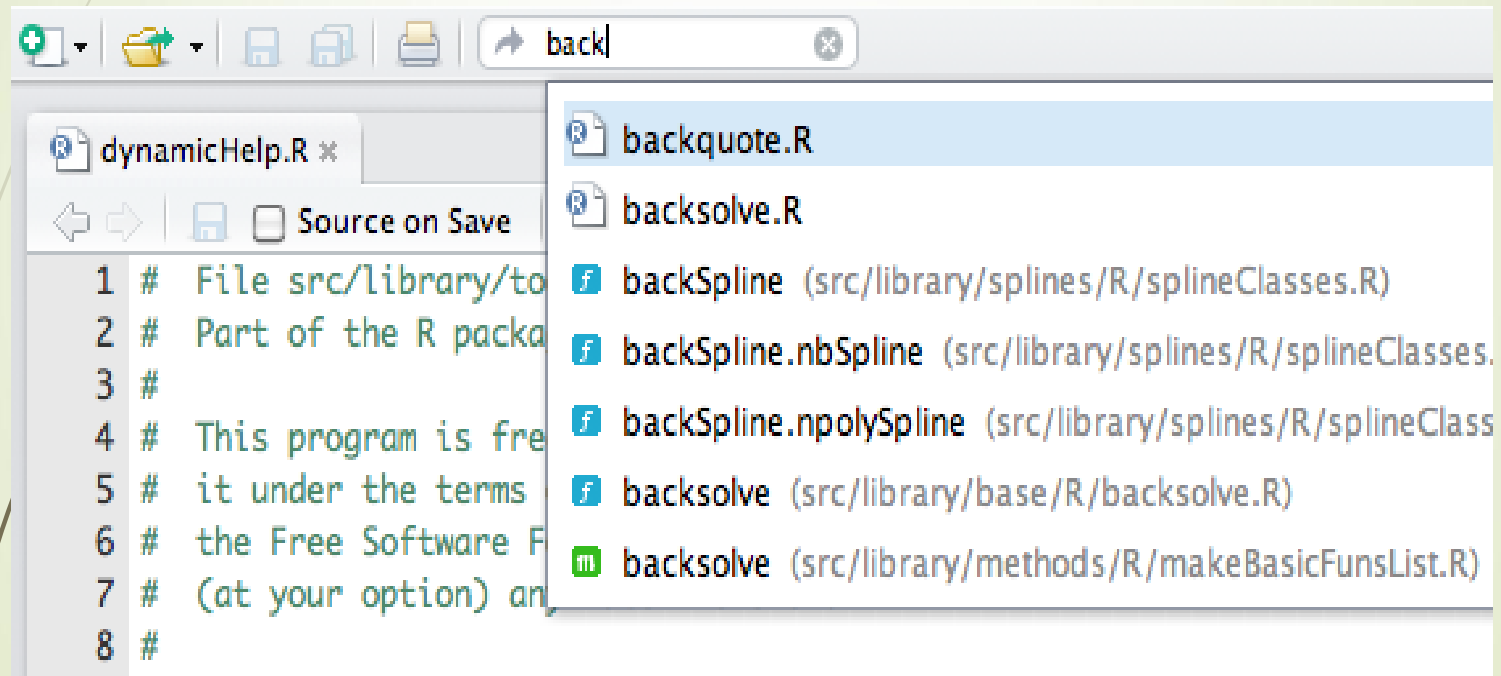 back
dynamicHelp.R
Source on Save
1 # File src/library/to
2 # Part of the R packa
3 #
4 # This program is fre
5 # it under the terms
6 # the Free Software F
7 # (at your option) an
8 #
backquote.R
backsolve.R
backSpline (src/library/splines/R/splineClasses.R)
backSpline.nbSpline (src/library/splines/R/splineClasses.
backSpline.npolySpline (src/library/splines/R/splineClass
backsolve (src/library/base/R/backsolve.R)
backsolve (src/library/methods/R/makeBasicFunsList.R)